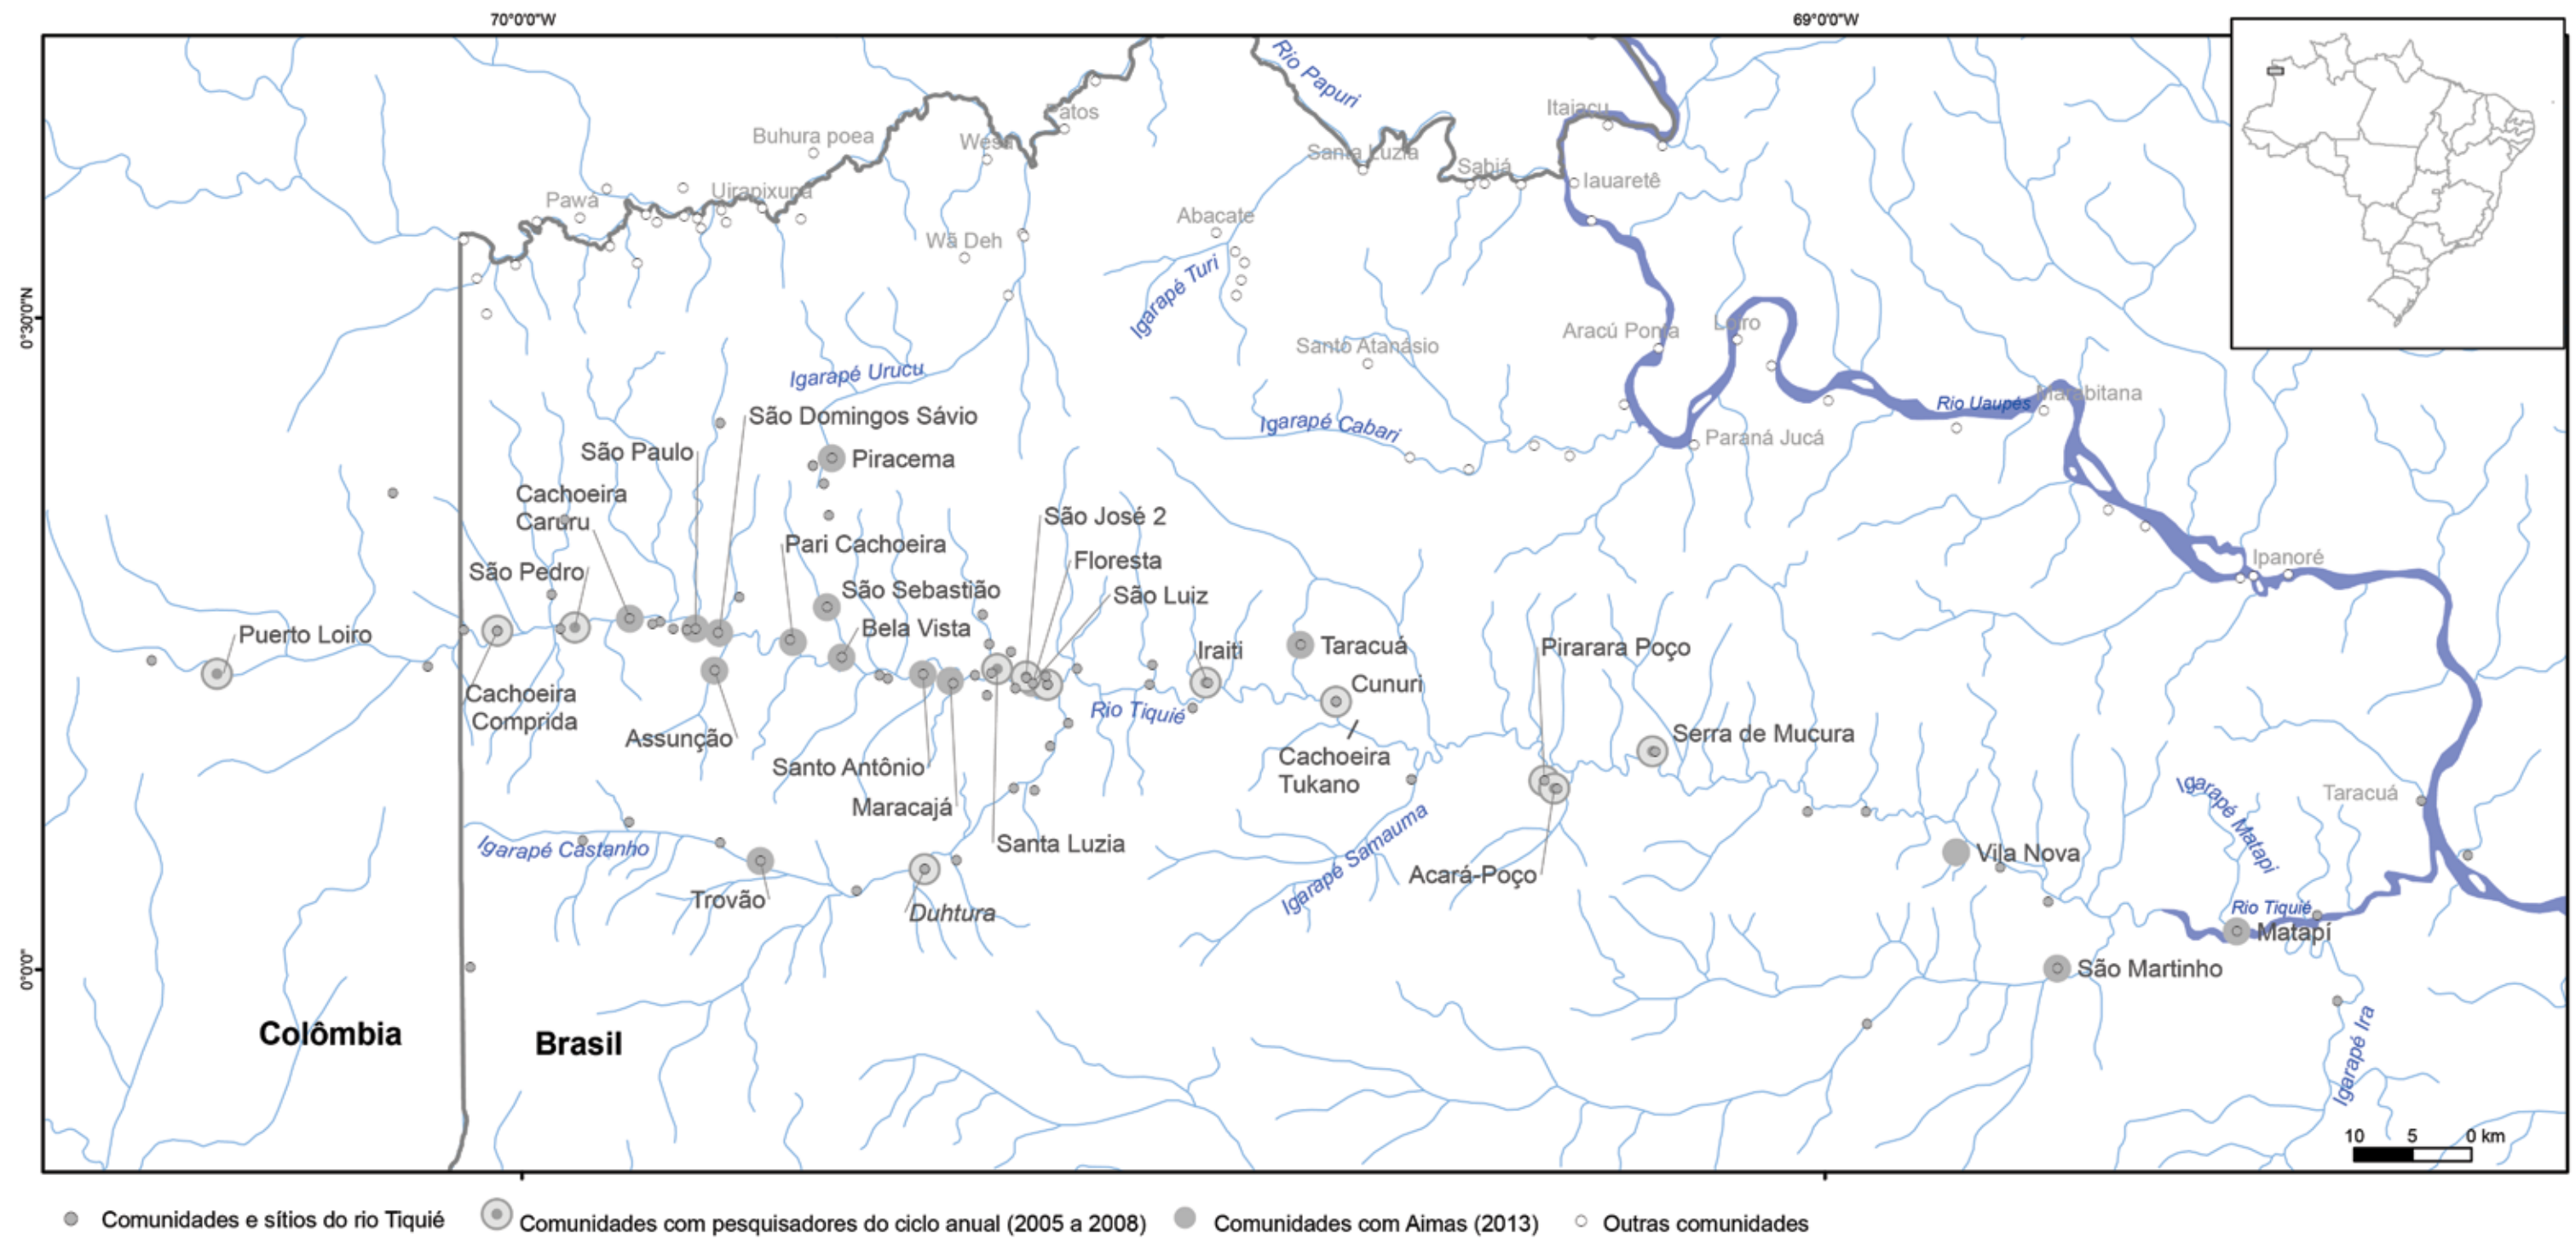 70°0'0"W
69°0'0"W
0°30'0"N
0°0'0"
Rio Papuri
Itaiaçu
Patos
Buhura poea
Wesa
Santa Luzia
Sabiá
Iauaretê
Pawa
Uirapixuna
Abacate
Wã Deh
Igarapé Turi
Aracú Ponta
Loiro
Santo Atanásio
Igarapé Urucu
Marabitana
Rio Uaupés
São Domingos Sávio
Igarapé Cabari
Paraná Jucá
São Paulo
Piracema
Cachoeira
Caruru
São José 2
Pari Cachoeira
Floresta
Ipanoré
São Pedro
São Sebastião
São Luiz
Bela Vista
Puerto Loiro
Iraiti
Taracuá
Pirarara Poço
Cunuri
Cachoeira
Comprida
Rio Tiquié
Assunção
Serra de Mucura
Cachoeira
Tukano
Santo Antônio
Maracajá
Igarapé Matapi
Taracuá
Santa Luzia
Igarapé Castanho
Igarapé Samauma
Vila Nova
Acará-Poço
Trovão
Duhtura
Rio Tiquié
Matapí
São Martinho
Colômbia
Brasil
Igarapé Ira
10 5 0 km
Comunidades e sítios do rio Tiquié
Comunidades com pesquisadores do ciclo anual (2005 a 2008)
Comunidades com Aimas (2013)
Outras comunidades